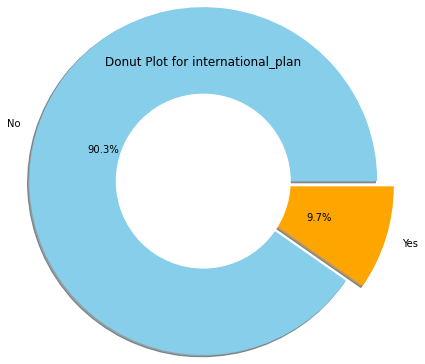 Donut Plot for international_plan
No
90.3%
9.7%
Yes